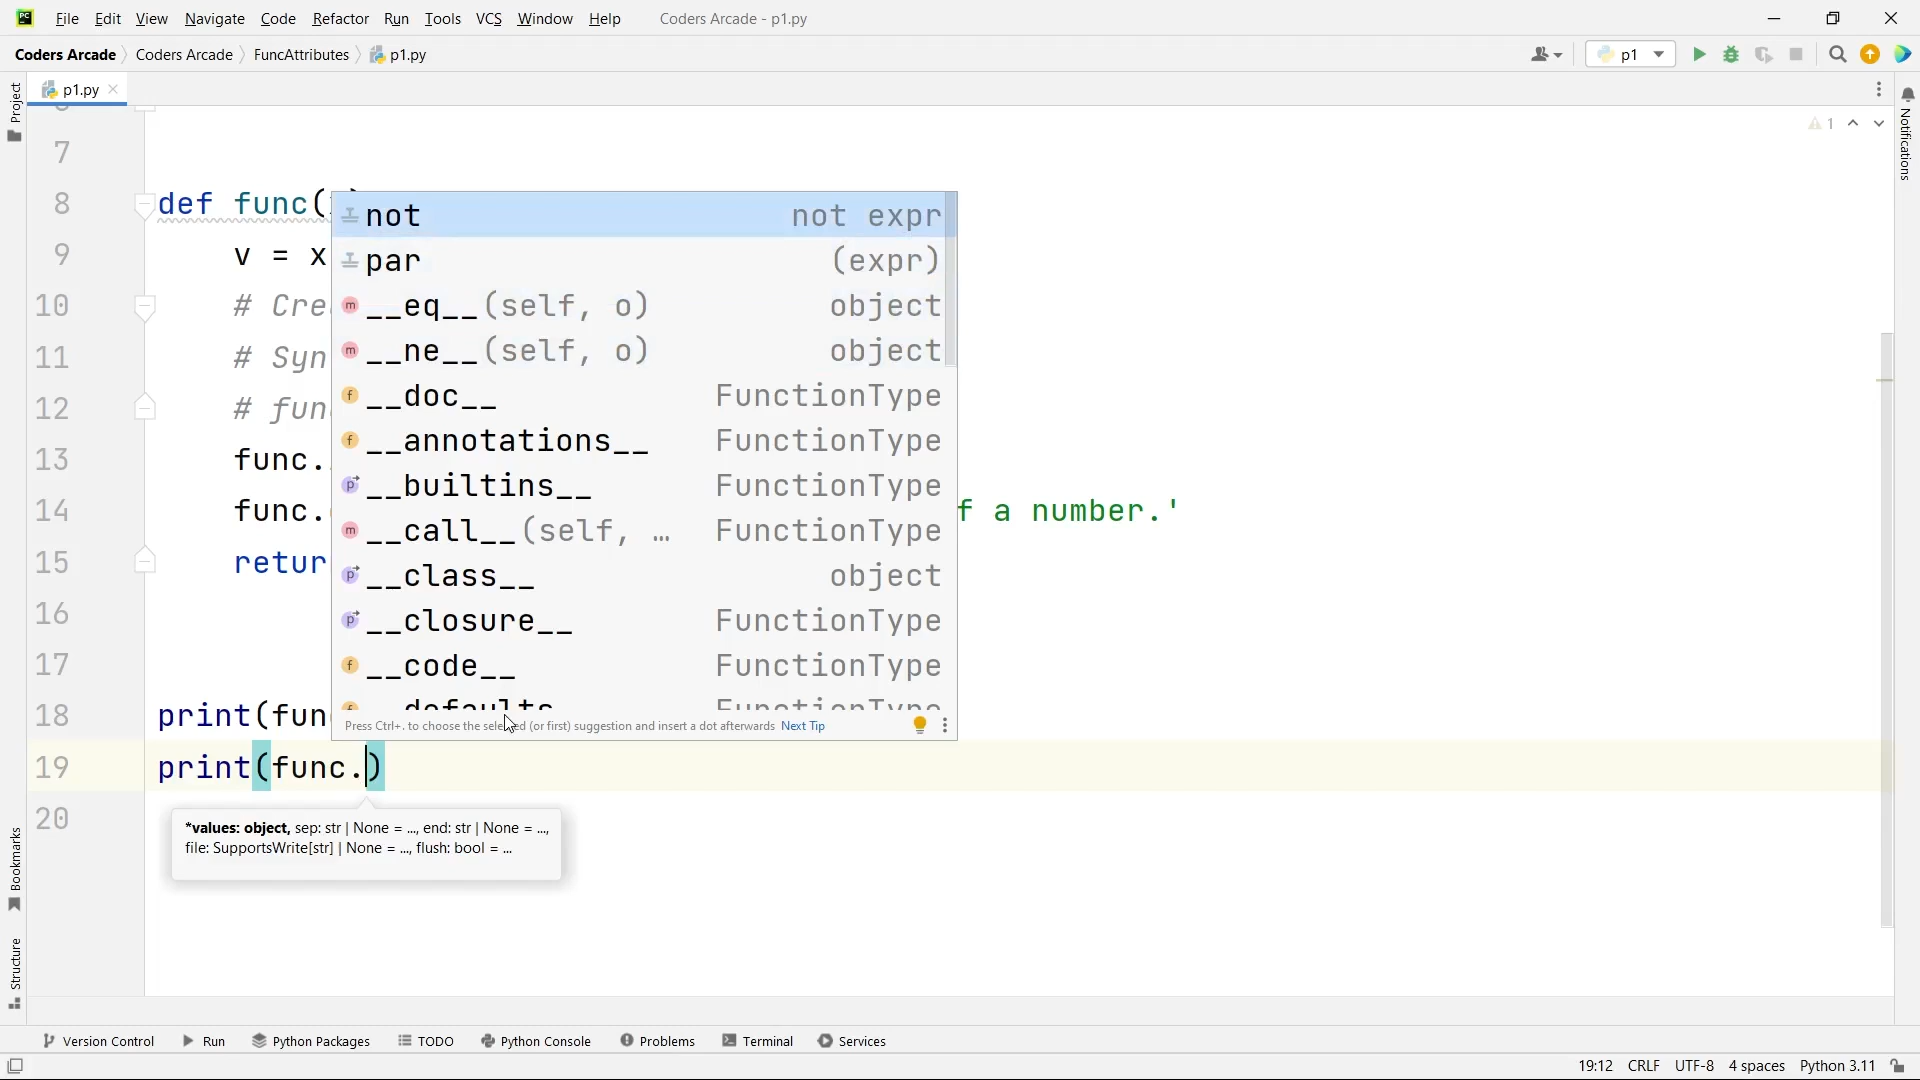 File Edit View Navigate Code Refactor Run Tools VCS Window Help Coders Arcade - p1.py
Coders Arcade Coders Arcade FuncAttributes p1.py p1
p1.py
Project
Notifications
Bookmarks
Structure
1
7
8 def func(
9 v = x
10 # Cre
11 # Syn
12 # fun
13 func.
14 func. f a number.'
15 retur
16
17
18 print(fun
19 print(func.)
20
not not expr
par (expr)
__eq__(self, o) object
__ne__(self, o) object
__doc__ FunctionType
__annotations__ FunctionType
__builtins__ FunctionType
__call__(self, … FunctionType
__class__ object
__closure__ FunctionType
__code__ FunctionType
__defaults__ FunctionType
Press Ctrl+. to choose the selected (or first) suggestion and insert a dot afterwards Next Tip
*values: object, sep: str | None = ..., end: str | None = ...,
file: SupportsWrite[str] | None = ..., flush: bool = ...
Version Control Run Python Packages TODO Python Console Problems Terminal Services
19:12 CRLF UTF-8 4 spaces Python 3.11